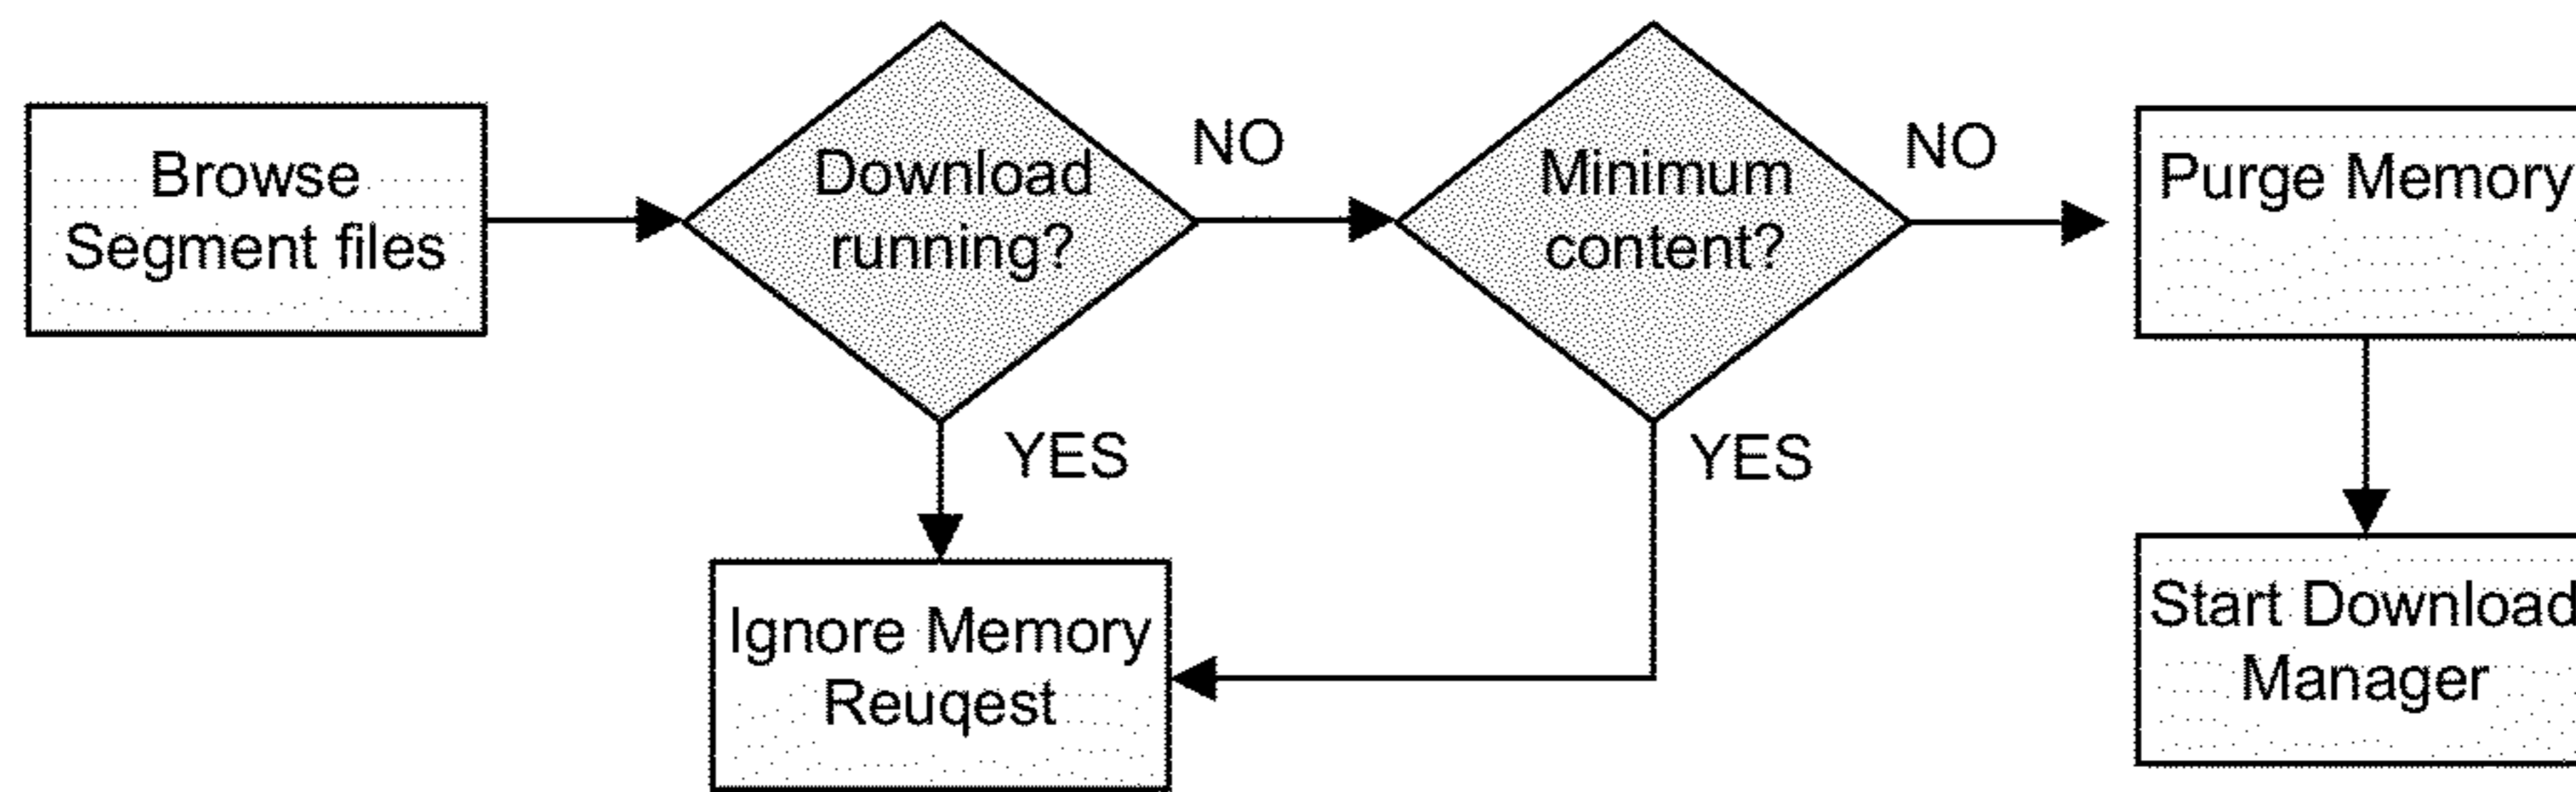 Browse
Segment files
Download
running?
NO
Minimum
content?
NO
Purge Memory
YES
YES
Ignore Memory
Reuqest
Start Download
Manager